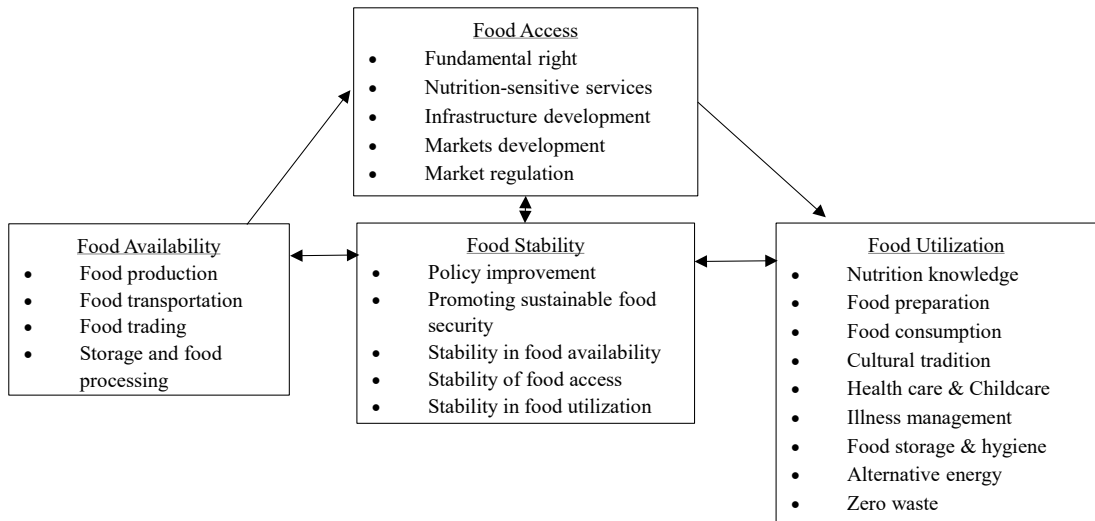 Food Access
• Fundamental right
• Nutrition-sensitive services
• Infrastructure development
• Markets development
• Market regulation
Food Availability
• Food production
• Food transportation
• Food trading
• Storage and food
processing
Food Stability
• Policy improvement
• Promoting sustainable food
security
• Stability in food availability
• Stability of food access
• Stability in food utilization
Food Utilization
• Nutrition knowledge
• Food preparation
• Food consumption
• Cultural tradition
• Health care & Childcare
• Illness management
• Food storage & hygiene
• Alternative energy
• Zero waste